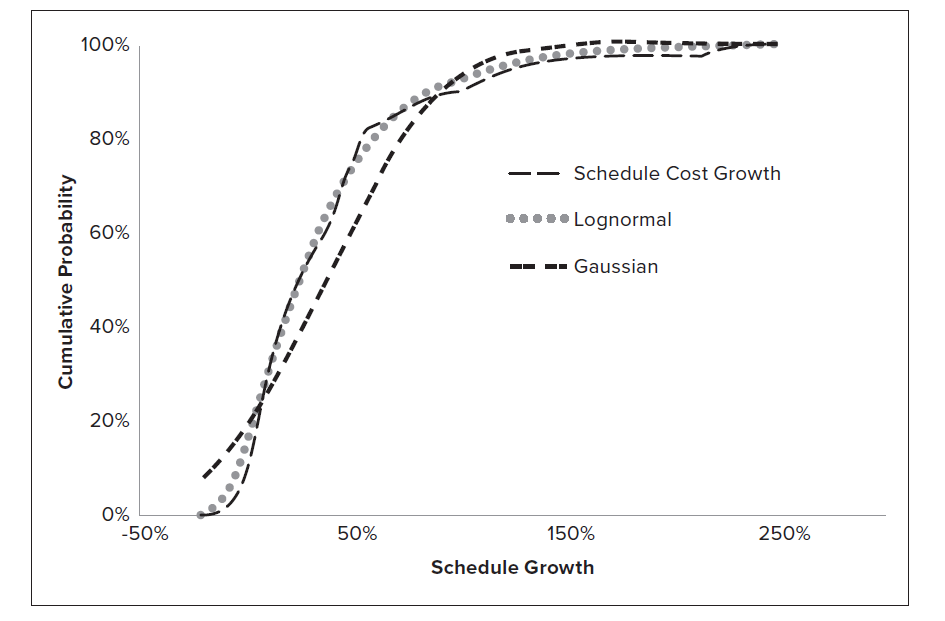 100%
80%
60%
40%
20%
0%
Cumulative Probability
-50%
50%
150%
250%
Schedule Growth
Schedule Cost Growth
Lognormal
Gaussian